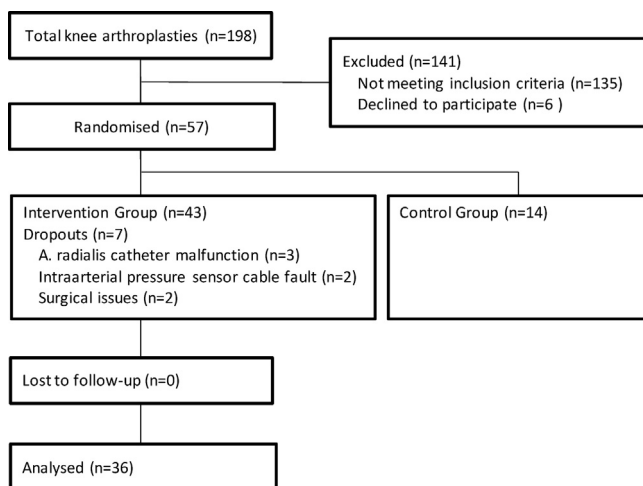 Total knee arthroplasties (n=198)
Excluded (n=141)
Not meeting inclusion criteria (n=135)
Declined to participate (n=6 )
Randomised (n=57)
Intervention Group (n=43)
Dropouts (n=7)
A. radialis catheter malfunction (n=3)
Intraarterial pressure sensor cable fault (n=2)
Surgical issues (n=2)
Control Group (n=14)
Lost to follow-up (n=0)
Analysed (n=36)